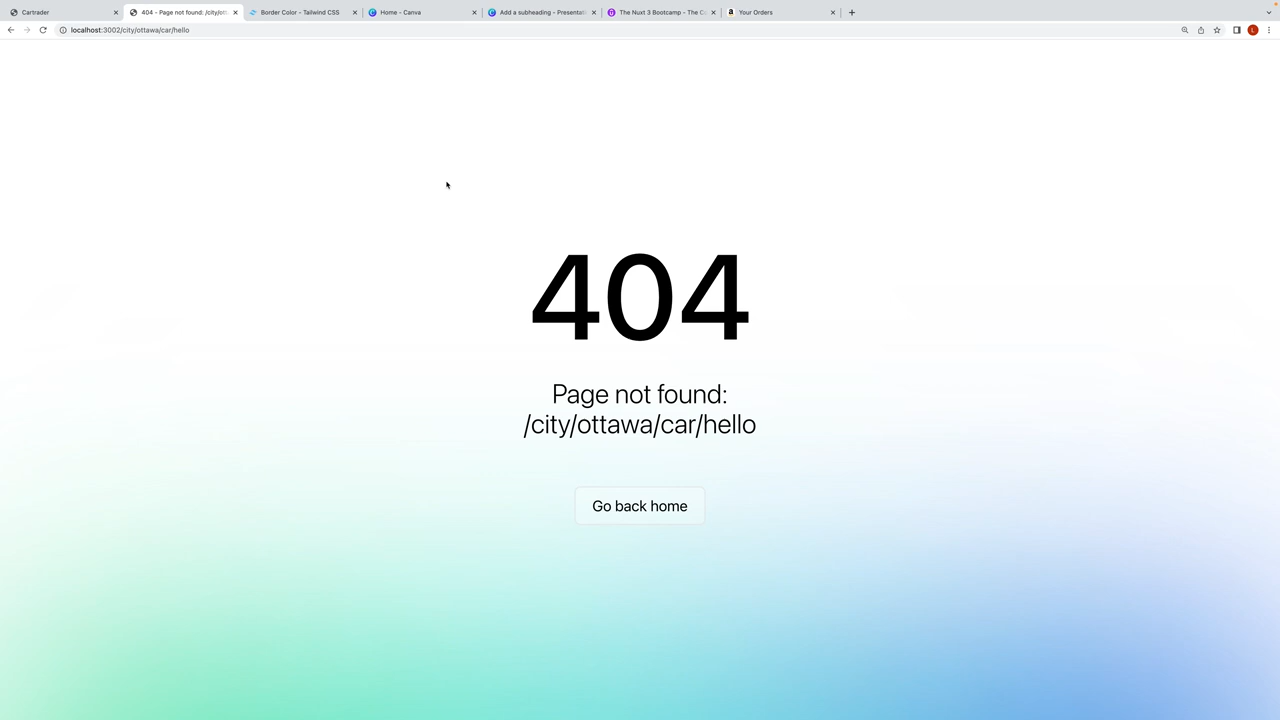 Cartrader
404 - Page not found: /city/ott
Border Color - Tailwind CSS
Home - Canva
Add a subheading - Presentat
The Nuxt 3 Bootcamp - The C
Your Orders
localhost:3002/city/ottawa/car/hello
L
404
Page not found:
/city/ottawa/car/hello
Go back home